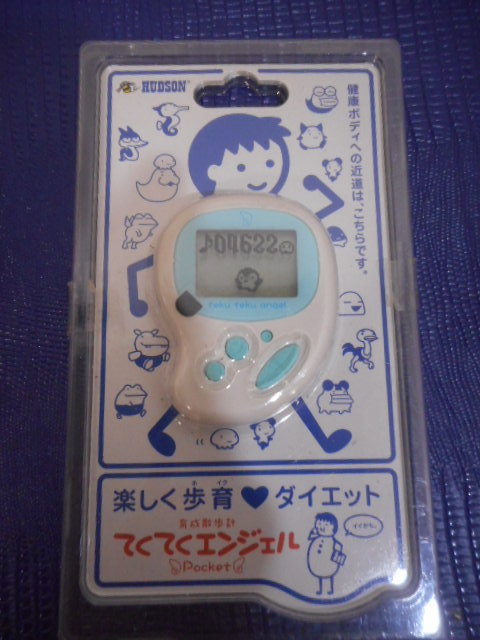 HUDSON
健康ボディへの近道は、こちらです。
♪04622
teku teku angel
楽しく歩育♥ダイエット
ホ イク
育成散歩計
てくてくエンジェル
Pocket
イイかも。